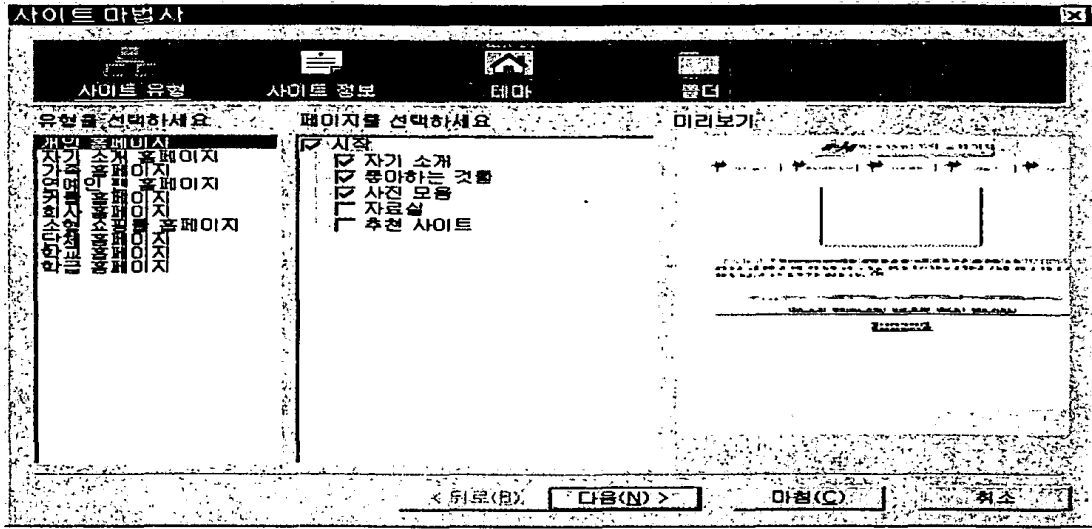 사이트 마법사
사이트 유형 사이트 정보 테마 폴더
유형을 선택하세요 페이지를 선택하세요 미리보기
개인 홈페이지
자기 소개 홈페이지
가족 홈페이지
연예인 팬 홈페이지
커플 홈페이지
회사 홈페이지
소형 쇼핑몰 홈페이지
단체 홈페이지
학교 홈페이지
학급 홈페이지
시작
자기 소개
좋아하는 것들
사진 모음
자료실
추천 사이트
< 뒤로(B) 다음(N) > 마침(C) 취소